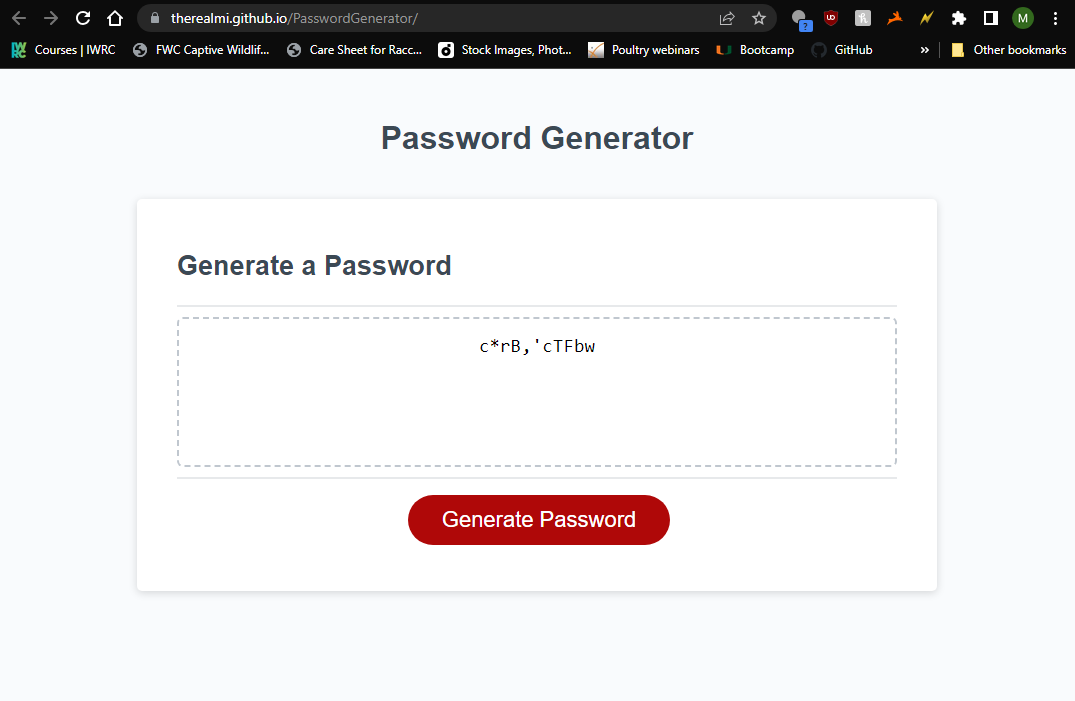 therealmi.github.io/PasswordGenerator/
?
UD
M
Courses | IWRC
FWC Captive Wildlif...
Care Sheet for Racc...
Stock Images, Phot...
Poultry webinars
Bootcamp
GitHub
»
Other bookmarks
Password Generator
Generate a Password
c*rB,'cTFbw
Generate Password